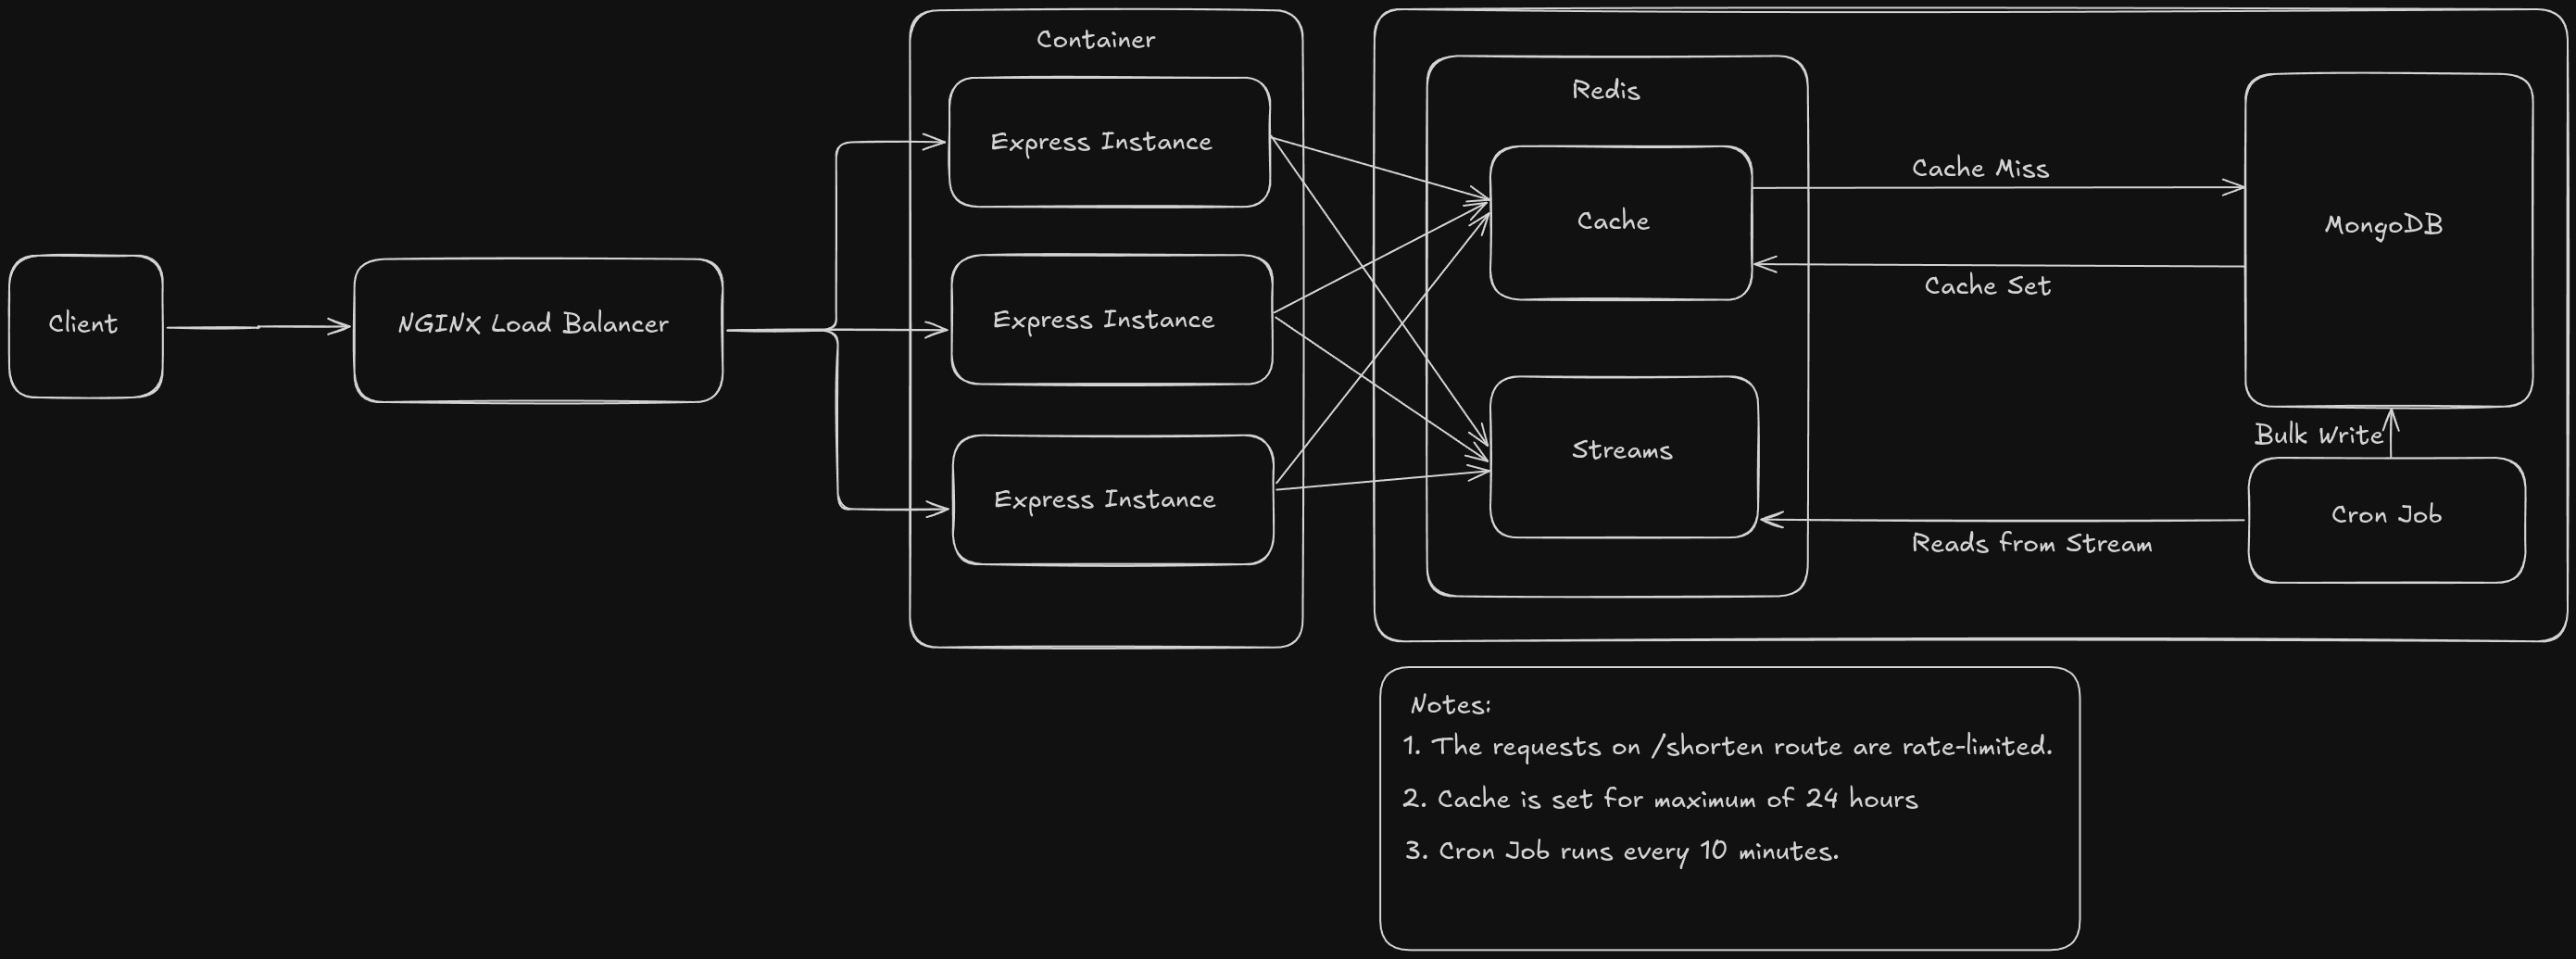 Container
Redis
Express Instance
Cache Miss
Cache
MongoDB
Cache Set
Client
NGINX Load Balancer
Express Instance
Bulk Write
Streams
Express Instance
Cron Job
Reads from Stream
Notes:
1. The requests on /shorten route are rate-limited.
2. Cache is set for maximum of 24 hours
3. Cron Job runs every 10 minutes.